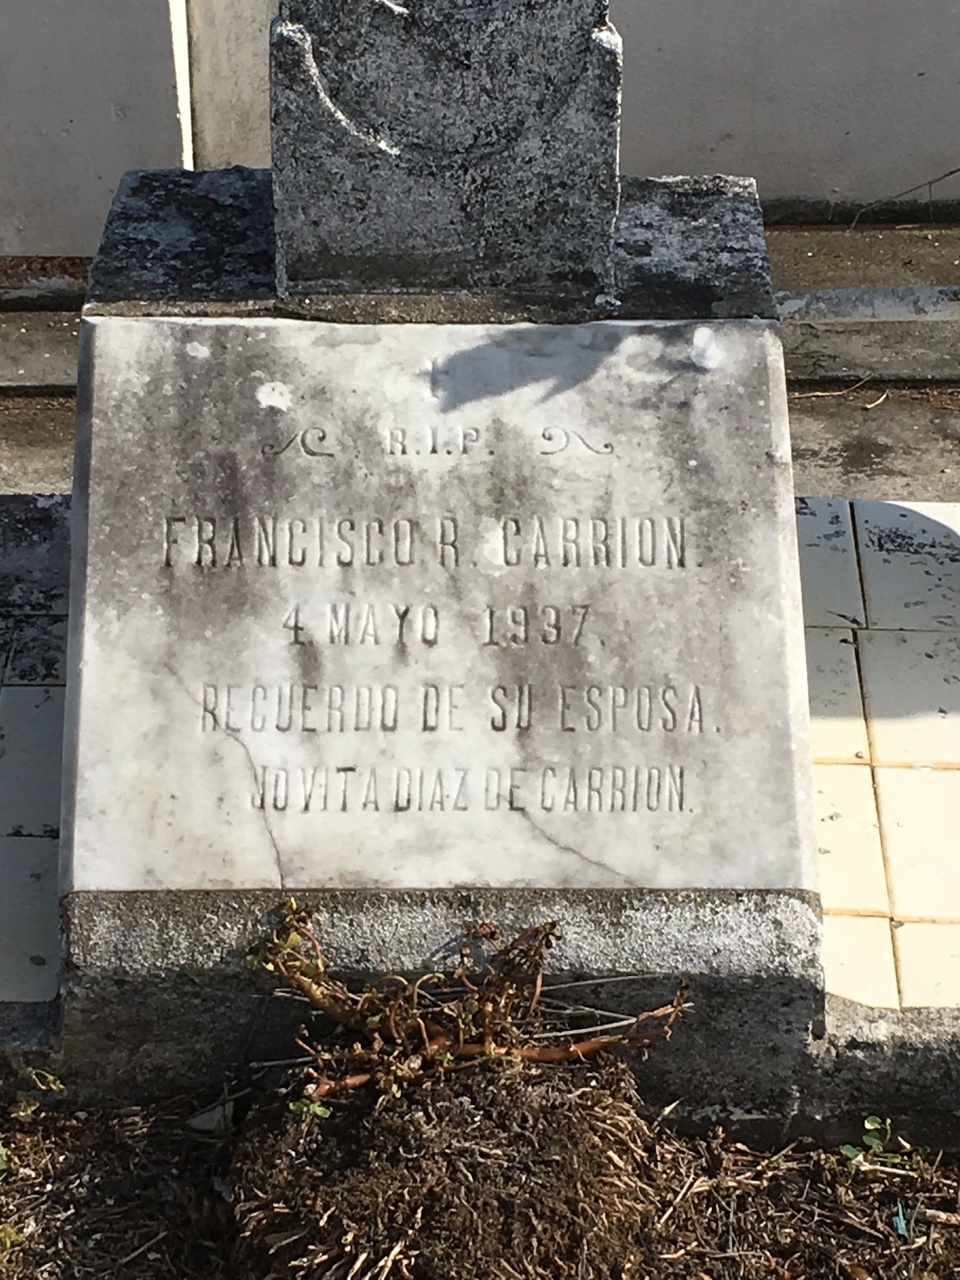 R.I.P.
FRANCISCO R. CARRION.
4 MAYO 1937.
RECUERDO DE SU ESPOSA.
JOVITA DIAZ DE CARRION.